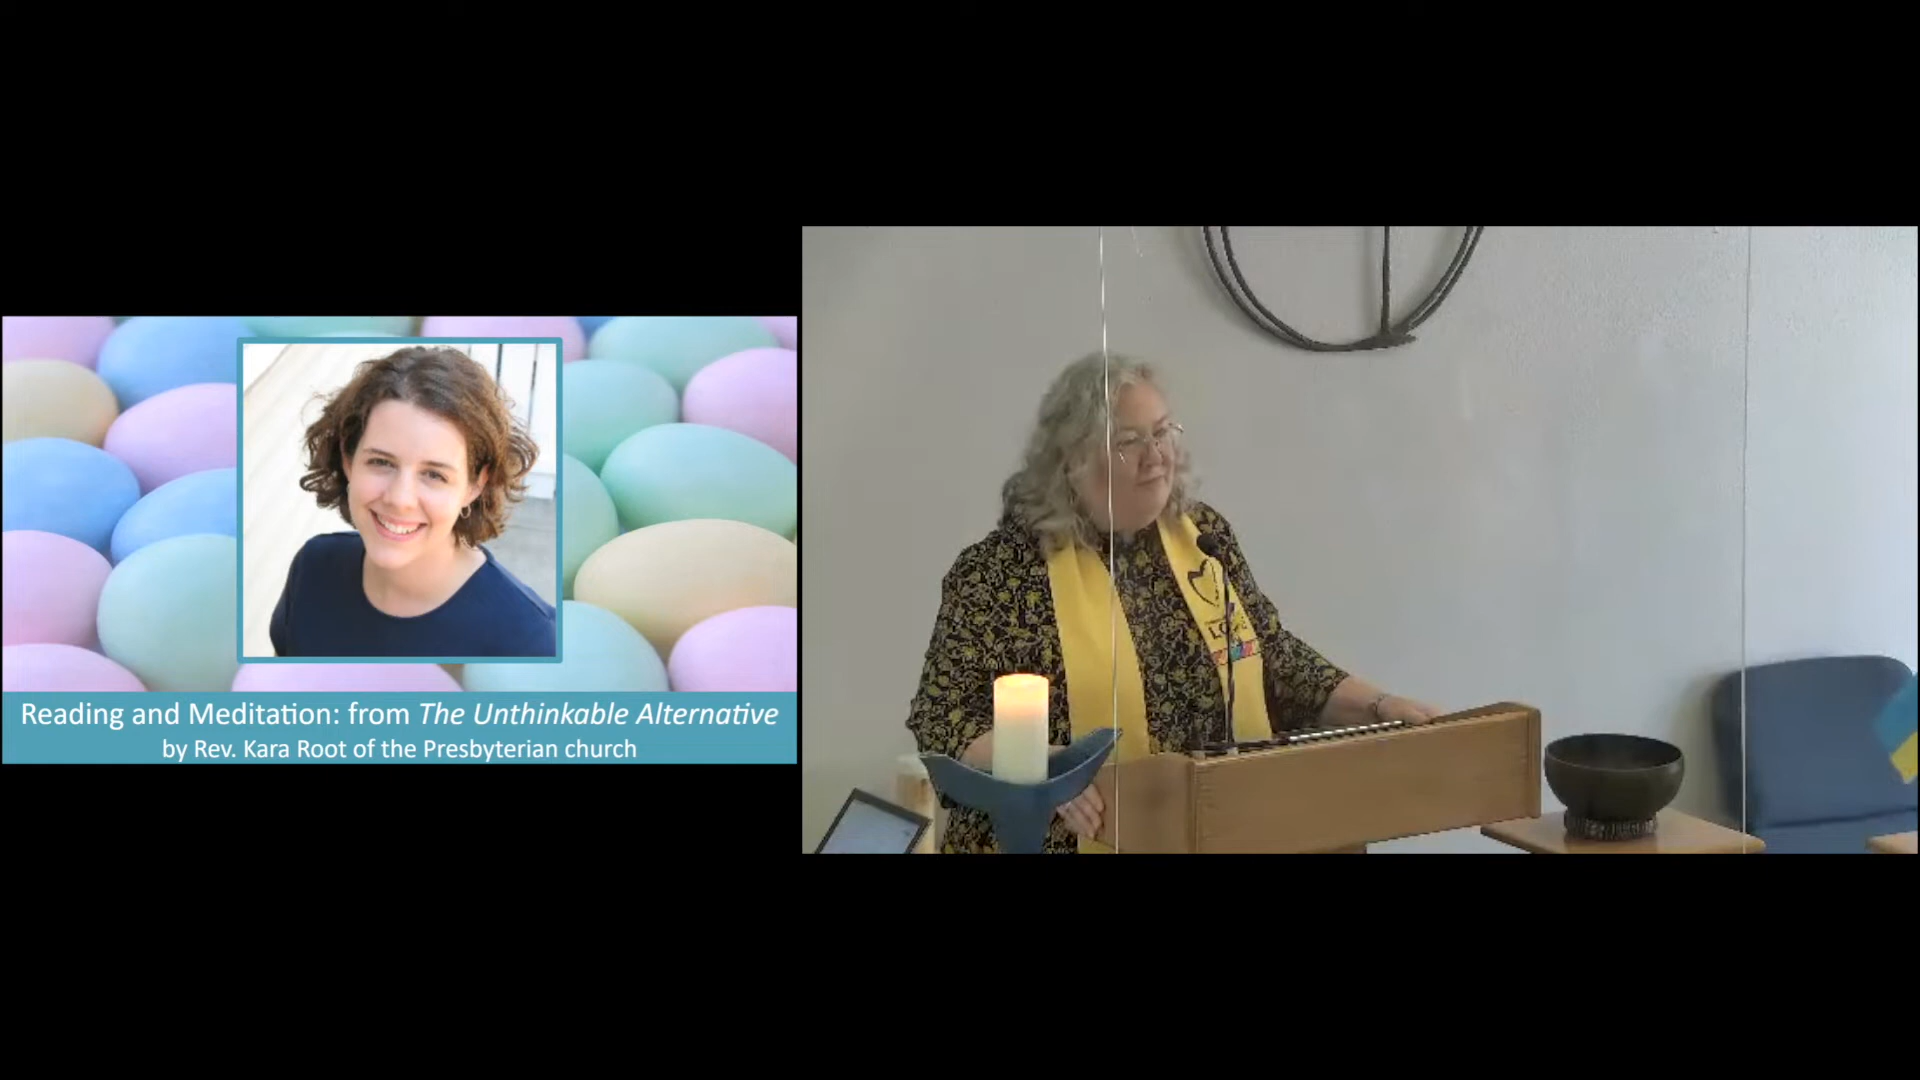 Reading and Meditation: from The Unthinkable Alternative
by Rev. Kara Root of the Presbyterian church